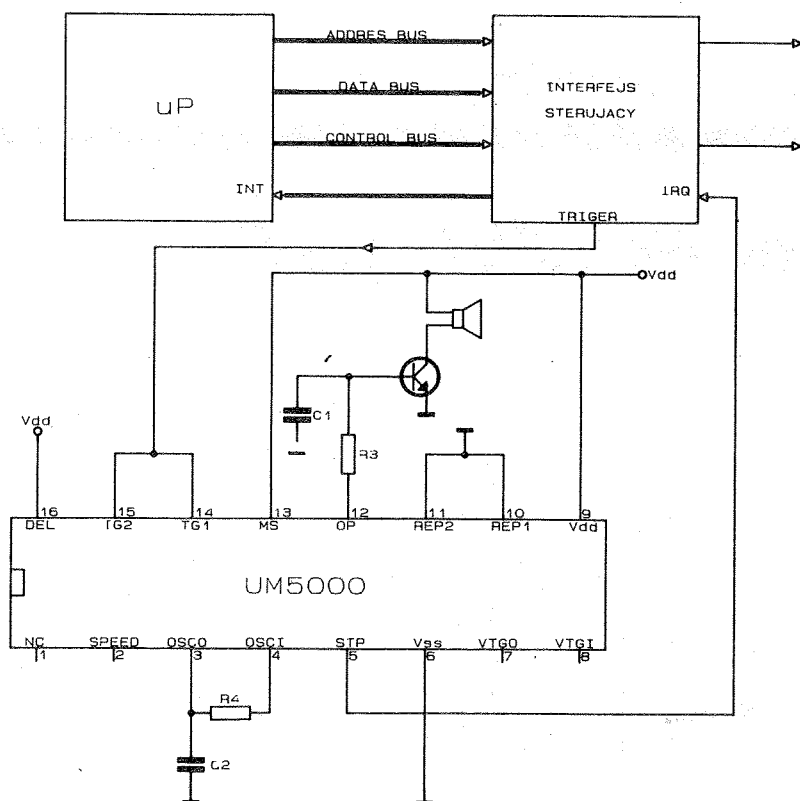 uP
ADDRES BUS
DATA BUS
CONTROL BUS
INT
INTERFEJS
STERUJACY
IRQ
TRIGER
Vdd
C1
R3
Vdd
16 15 14 13 12 11 10 9
DEL TG2 TG1 MS OP REP2 REP1 Vdd
UM5000
NC SPEED OSCO OSCI STP Vss VTGO VTGI
1 2 3 4 5 6 7 8
R4
C2